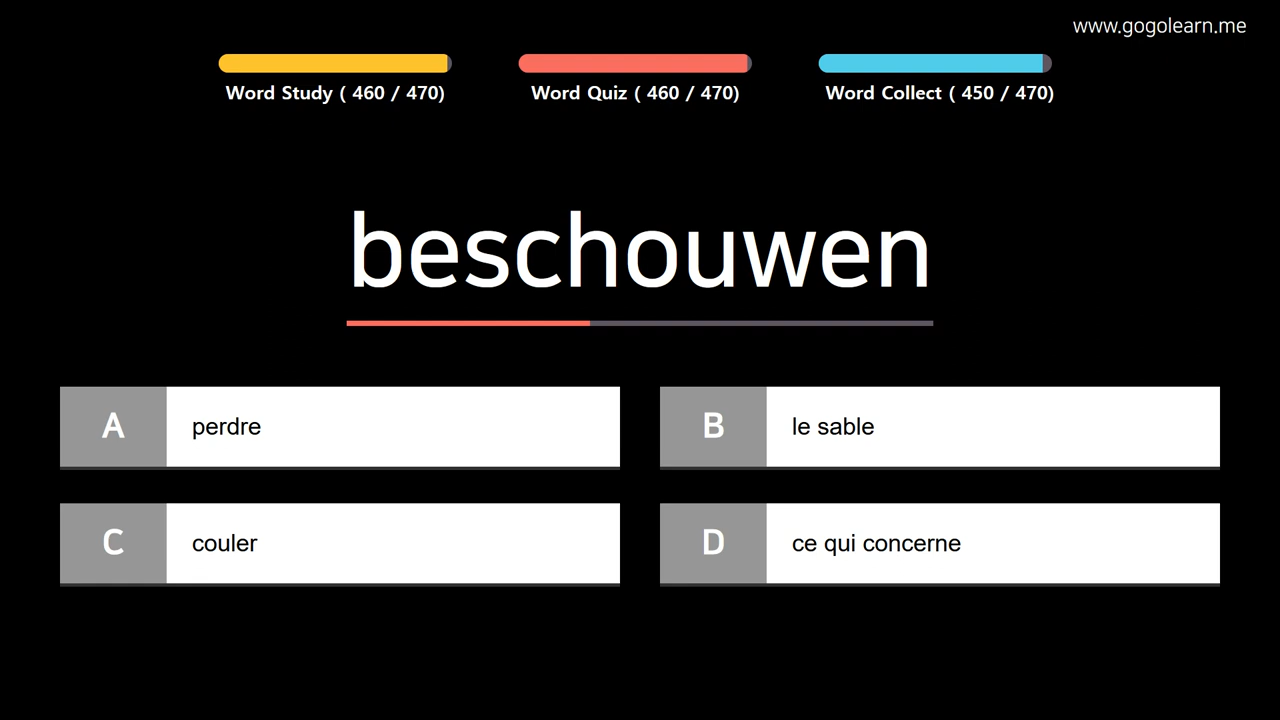 www.gogolearn.me
Word Study ( 460 / 470)
Word Quiz ( 460 / 470)
Word Collect ( 450 / 470)
beschouwen
A perdre
B le sable
C couler
D ce qui concerne